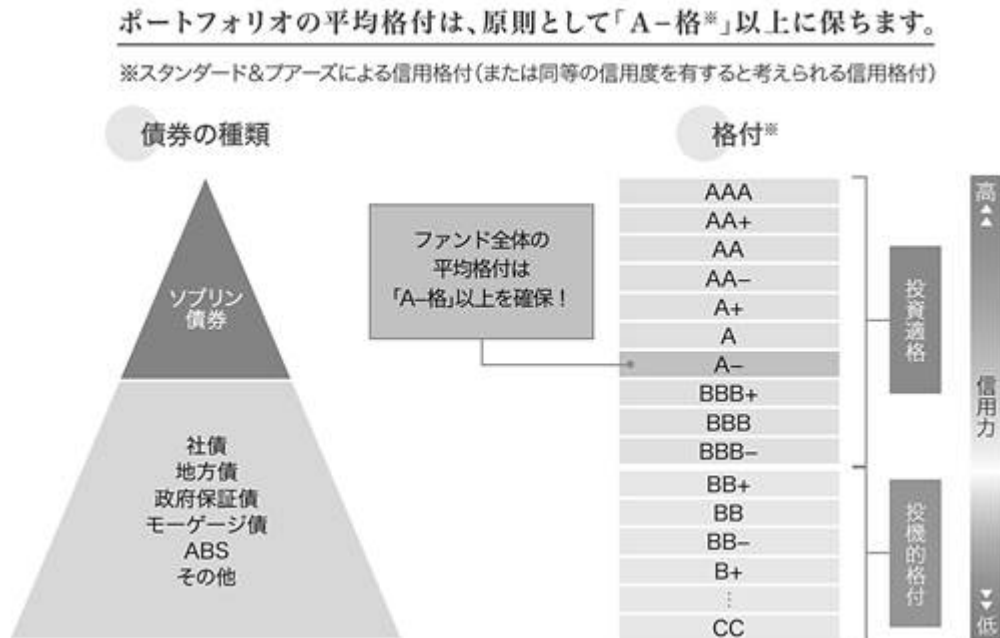 ポートフォリオの平均格付は、原則として「A−格※」以上に保ちます。
※スタンダード&プアーズによる信用格付(または同等の信用度を有すると考えられる信用格付)
債券の種類
ソブリン
債券
社債
地方債
政府保証債
モーゲージ債
ABS
その他
ファンド全体の
平均格付は
「A−格」以上を確保!
格付※
AAA
AA+
AA
AA−
A+
A
A−
BBB+
BBB
BBB−
BB+
BB
BB−
B+
⋮
CC
投資適格
投機的格付
高
信用力
低